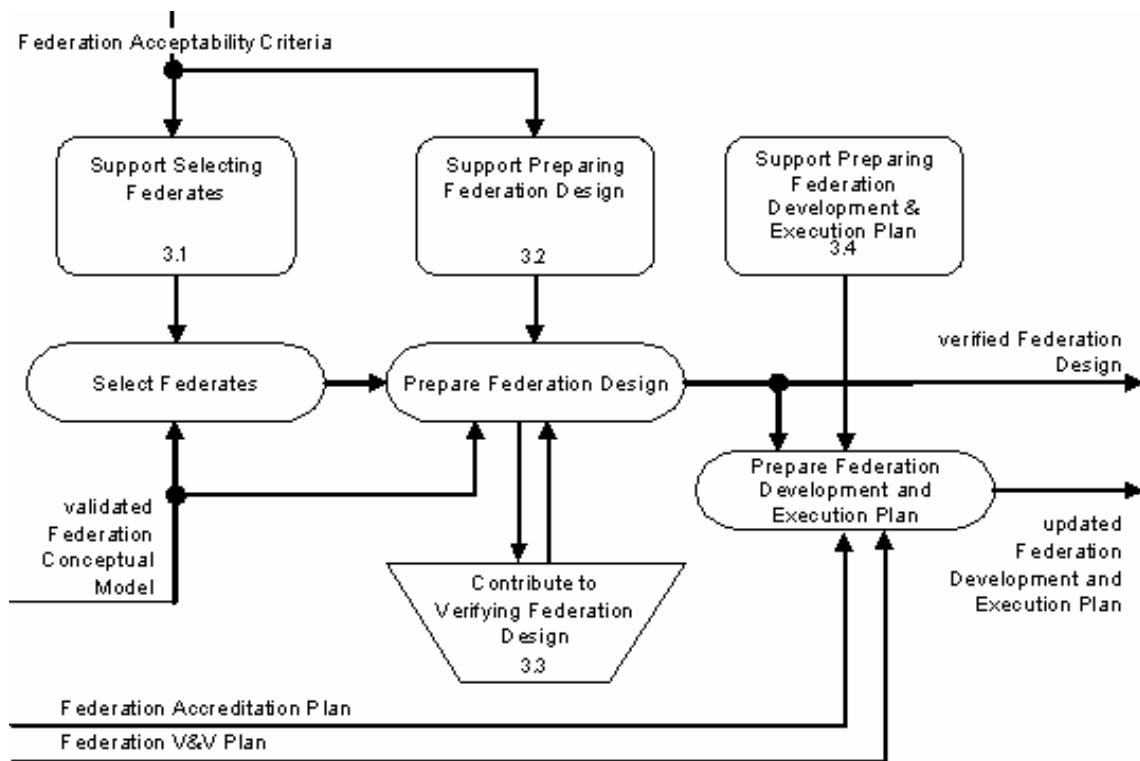 Federation Acceptability Criteria
Support Selecting
Federates
3.1
Support Preparing
Federation Design
3.2
Support Preparing
Federation
Development &
Execution Plan
3.4
Select Federates
Prepare Federation Design
verified Federation
Design
Prepare Federation
Development and
Execution Plan
validated
Federation
Conceptual
Model
updated
Federation
Development and
Execution Plan
Contribute to
Verifying Federation
Design
3.3
Federation Accreditation Plan
Federation V&V Plan